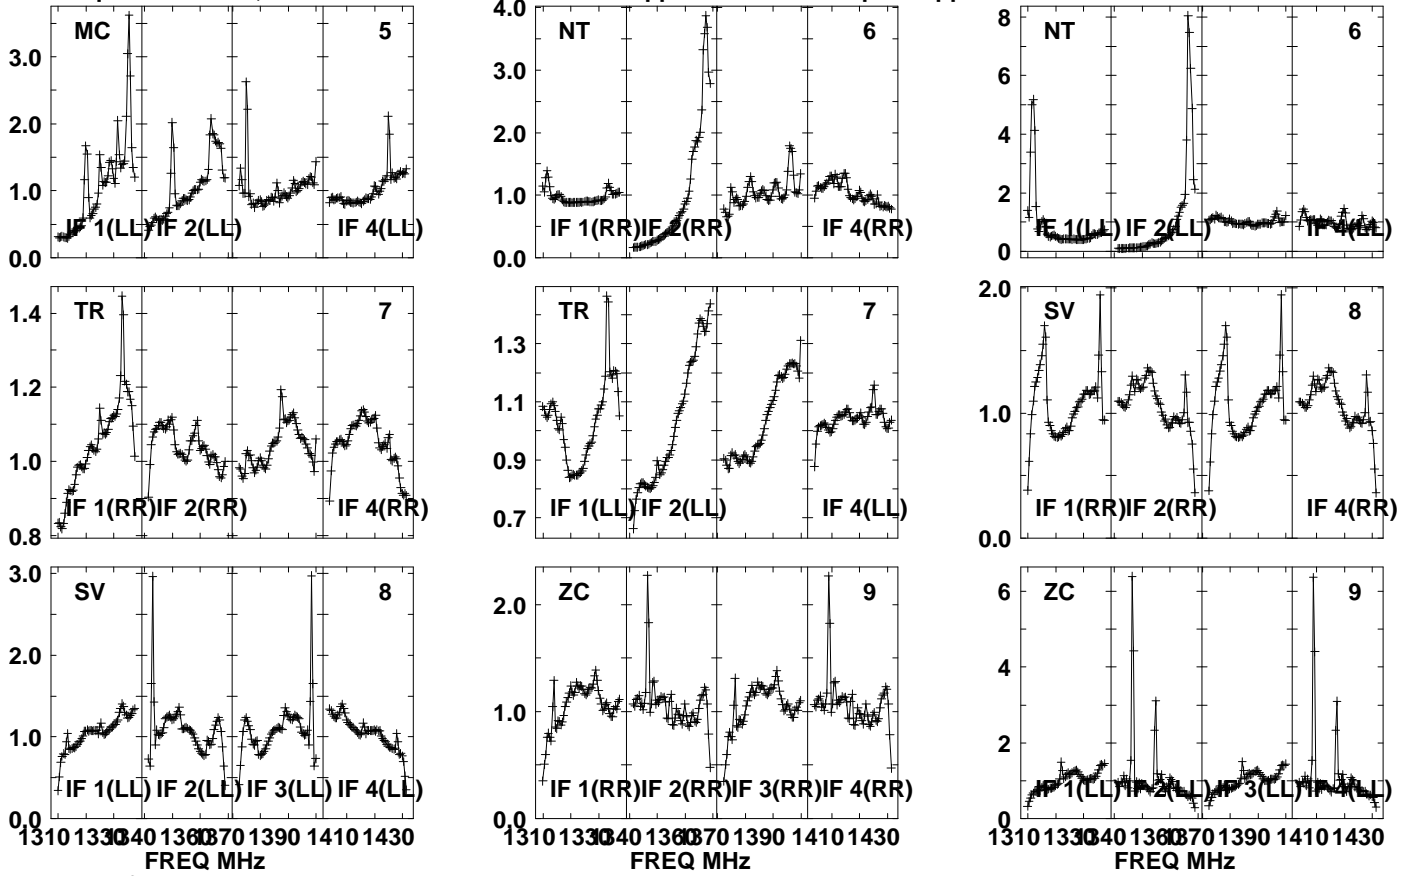 MC 5
3.0
2.0
1.0
0.0
IF 1(LL) IF 2(LL) IF 4(LL)
NT 6
4.0
3.0
2.0
1.0
0.0
IF 1(RR) IF 2(RR) IF 4(RR)
NT 6
8
6
4
2
0
IF 1(LL) IF 2(LL) IF 4(LL)
TR 7
1.4
1.2
1.0
0.8
IF 1(RR) IF 2(RR) IF 4(RR)
TR 7
1.3
1.1
0.9
0.7
IF 1(LL) IF 2(LL) IF 4(LL)
SV 8
2.0
1.0
0.0
IF 1(RR) IF 2(RR) IF 4(RR)
SV 8
3.0
2.0
1.0
0.0
IF 1(LL) IF 2(LL) IF 3(LL) IF 4(LL)
1310 1330 1340 1360 1370 1390 1410 1430
FREQ MHz
ZC 9
2.0
1.0
0.0
IF 1(RR) IF 2(RR) IF 3(RR) IF 4(RR)
1310 1330 1340 1360 1370 1390 1410 1430
FREQ MHz
ZC 9
6
4
2
0
IF 1(LL) IF 2(LL) IF 3(LL) IF 4(LL)
1310 1330 1340 1360 1370 1390 1410 1430
FREQ MHz